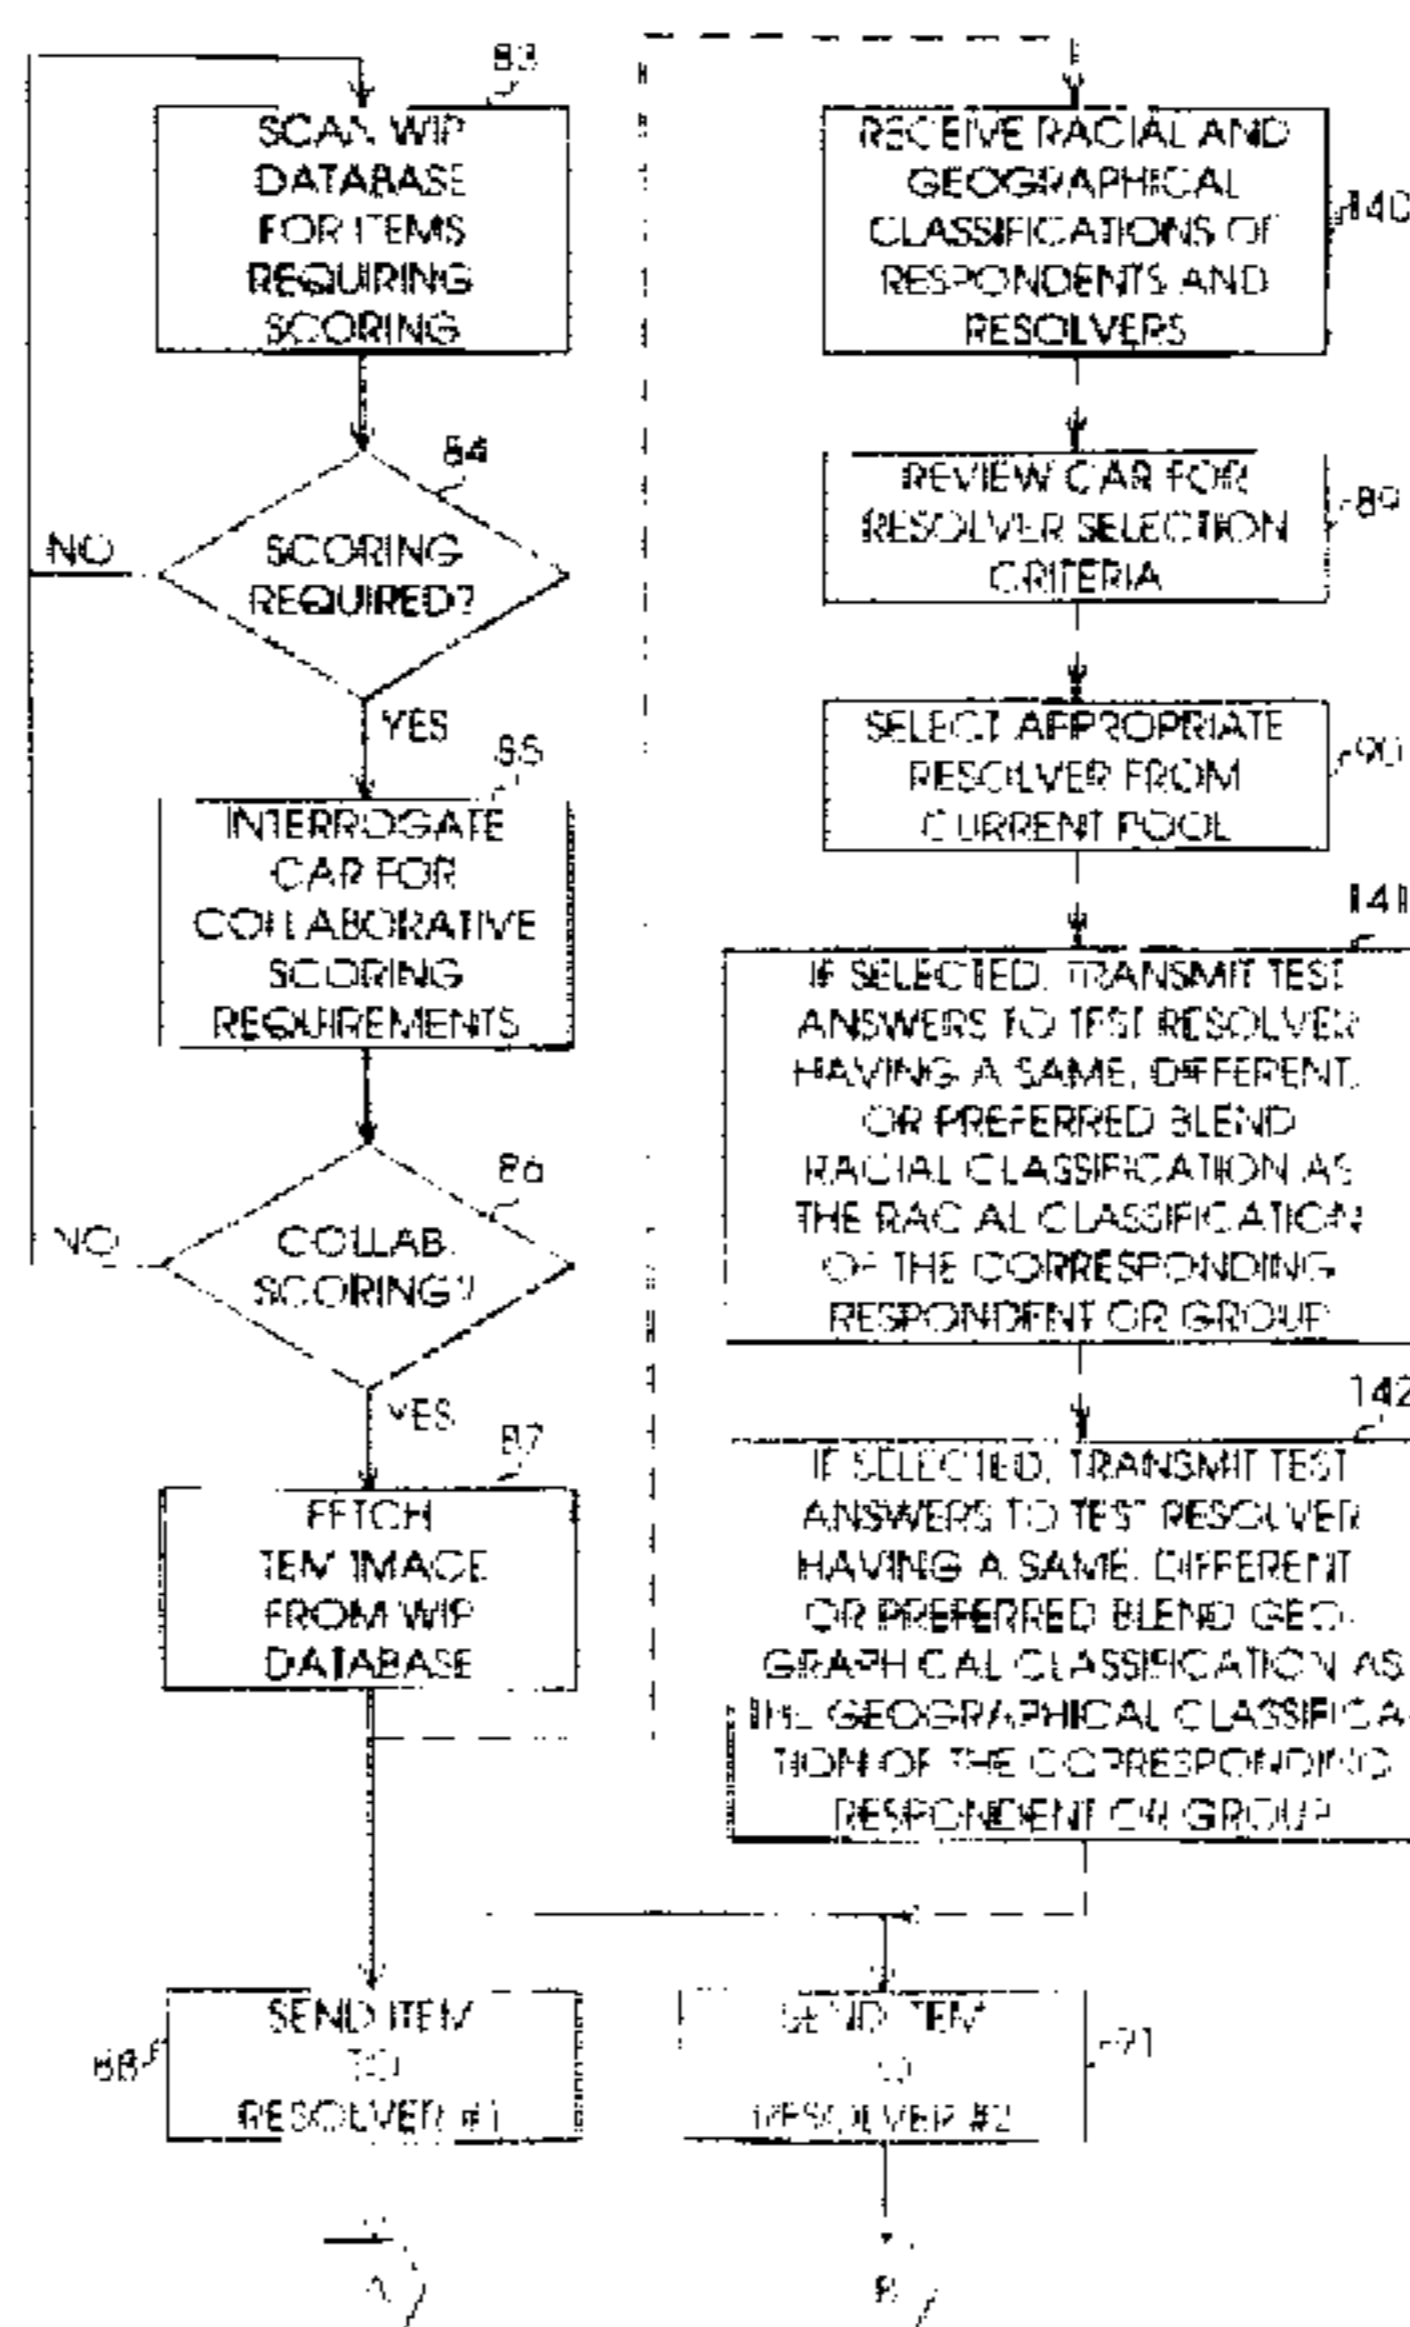 83
SCAN WIP
DATABASE
FOR ITEMS
REQUIRING
SCORING
84
SCORING
REQUIRED?
NO
YES
85
INTERROGATE
CAR FOR
COLLABORATIVE
SCORING
REQUIREMENTS
86
COLLAB.
SCORING?
NO
YES
87
FETCH
ITEM IMAGE
FROM WIP
DATABASE
88
SEND ITEM
TO
RESOLVER #1
A
RECEIVE RACIAL AND
GEOGRAPHICAL
CLASSIFICATIONS OF
RESPONDENTS AND
RESOLVERS
140
REVIEW CAR FOR
RESOLVER SELECTION
CRITERIA
89
SELECT APPROPRIATE
RESOLVER FROM
CURRENT POOL
90
141
IF SELECTED, TRANSMIT TEST
ANSWERS TO TEST RESOLVER
HAVING A SAME, DIFFERENT,
OR PREFERRED BLEND
RACIAL CLASSIFICATION AS
THE RACIAL CLASSIFICATION
OF THE CORRESPONDING
RESPONDENT OR GROUP
142
IF SELECTED, TRANSMIT TEST
ANSWERS TO TEST RESOLVER
HAVING A SAME, DIFFERENT
OR PREFERRED BLEND GEO-
GRAPHICAL CLASSIFICATION AS
THE GEOGRAPHICAL CLASSIFICA-
TION OF THE CORRESPONDING
RESPONDENT OR GROUP
SEND ITEM
TO
RESOLVER #2
91
B